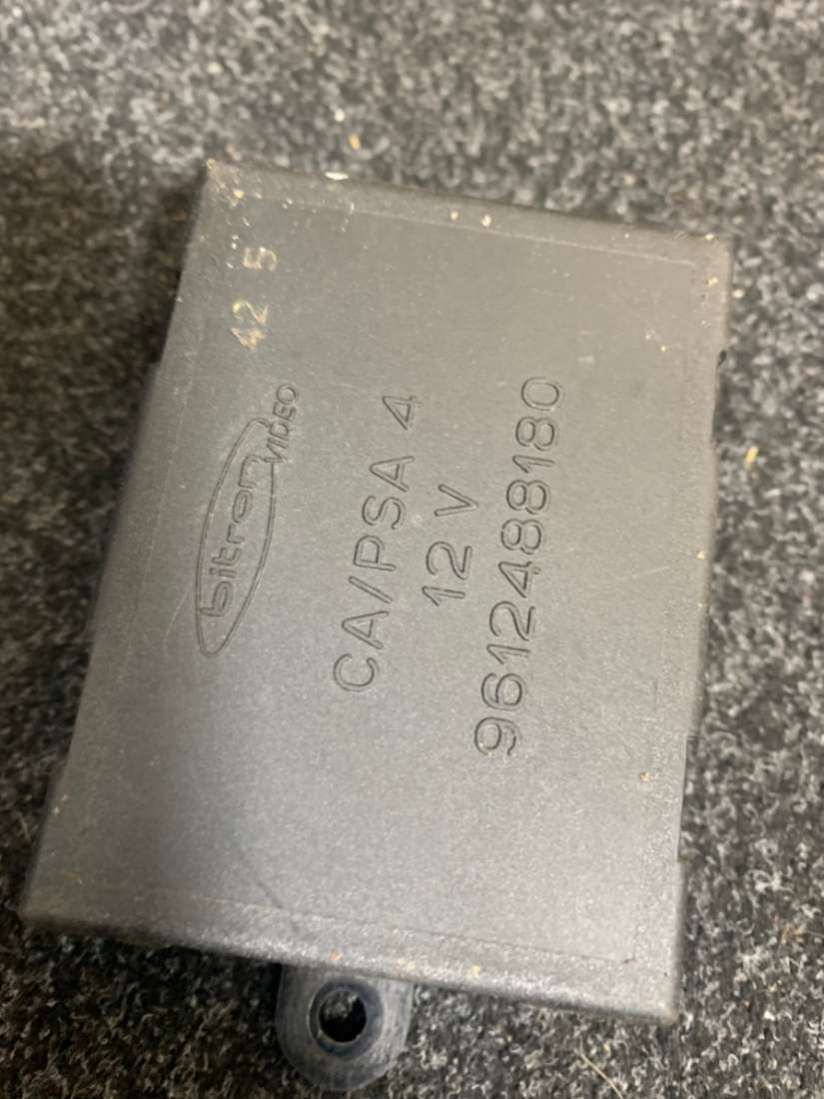 42 5
bitron VIDEO
CA/PSA 4
12 V
9612488180